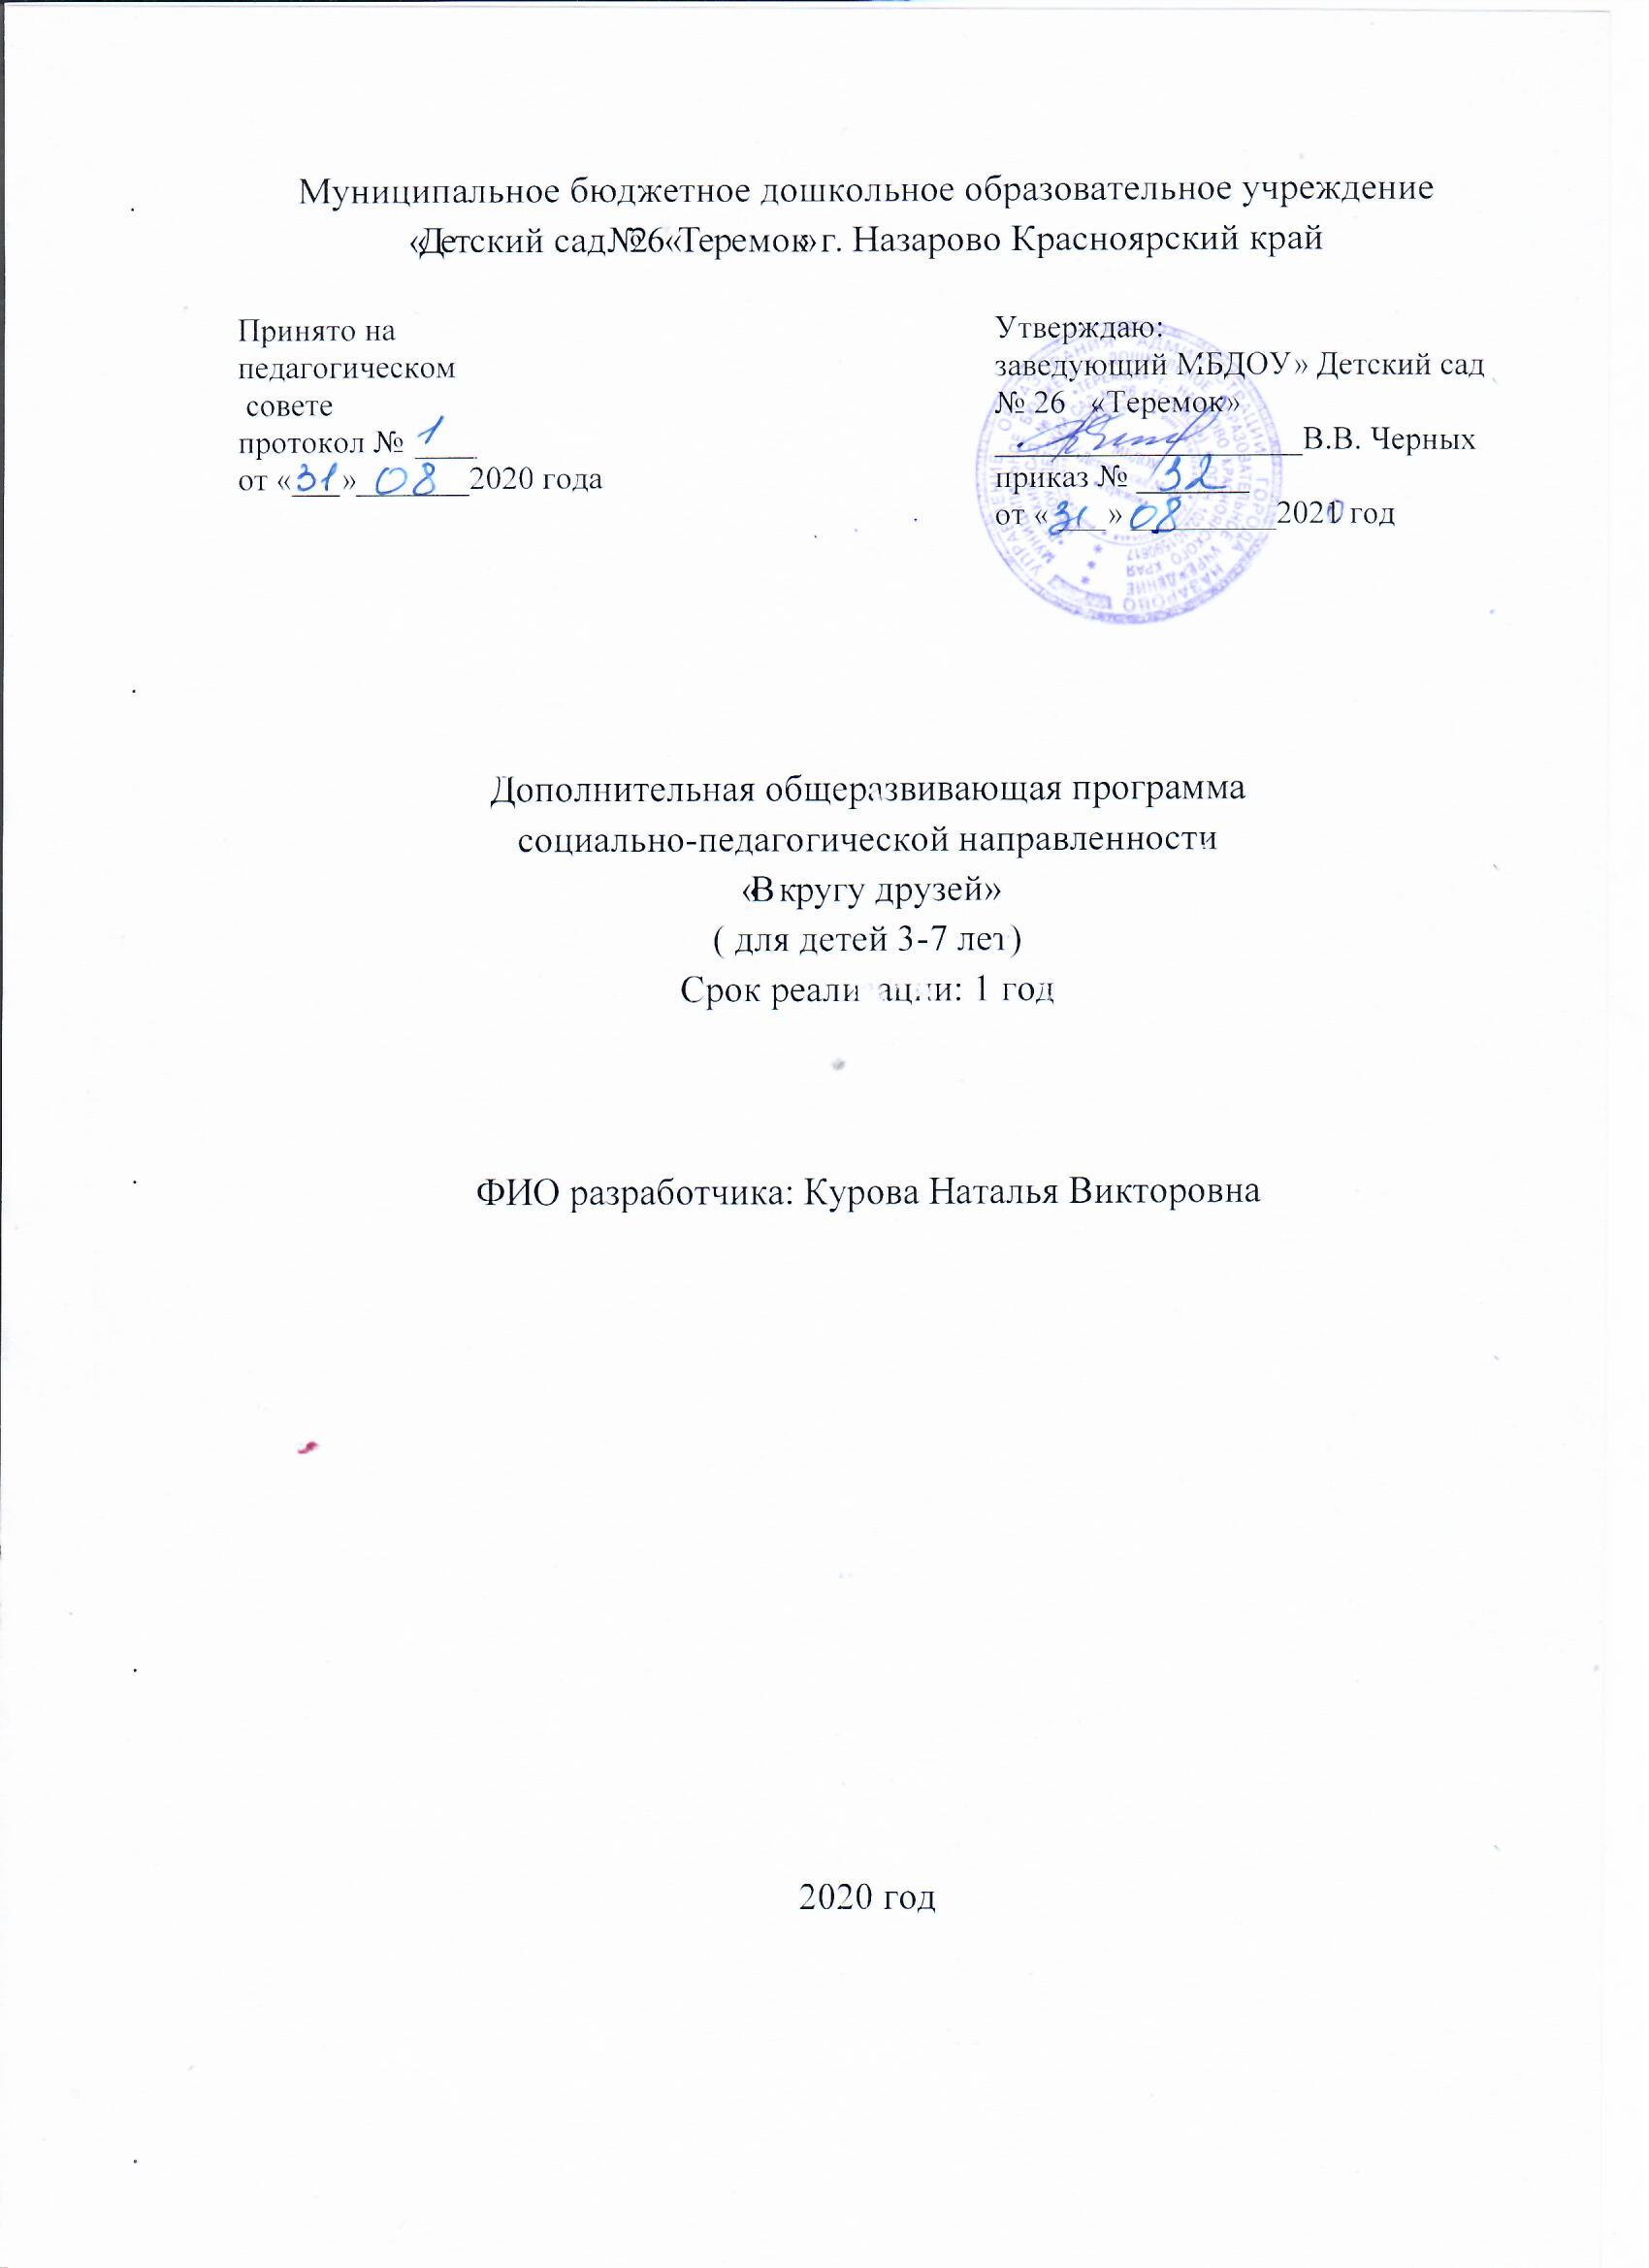 Муниципальное бюджетное дошкольное образовательное учреждение
«Детский сад№26«Теремок» г. Назарово Красноярский край
Принято на
педагогическом
совете
протокол № 1
от «31» 08 2020 года
Утверждаю:
заведующий МБДОУ» Детский сад
№ 26 «Теремок»
В.В. Черных
приказ № 32
от «31» 08 2020 год
Дополнительная общеразвивающая программа
социально-педагогической направленности
«В кругу друзей»
( для детей 3-7 лет)
Срок реализации: 1 год
ФИО разработчика: Курова Наталья Викторовна
2020 год